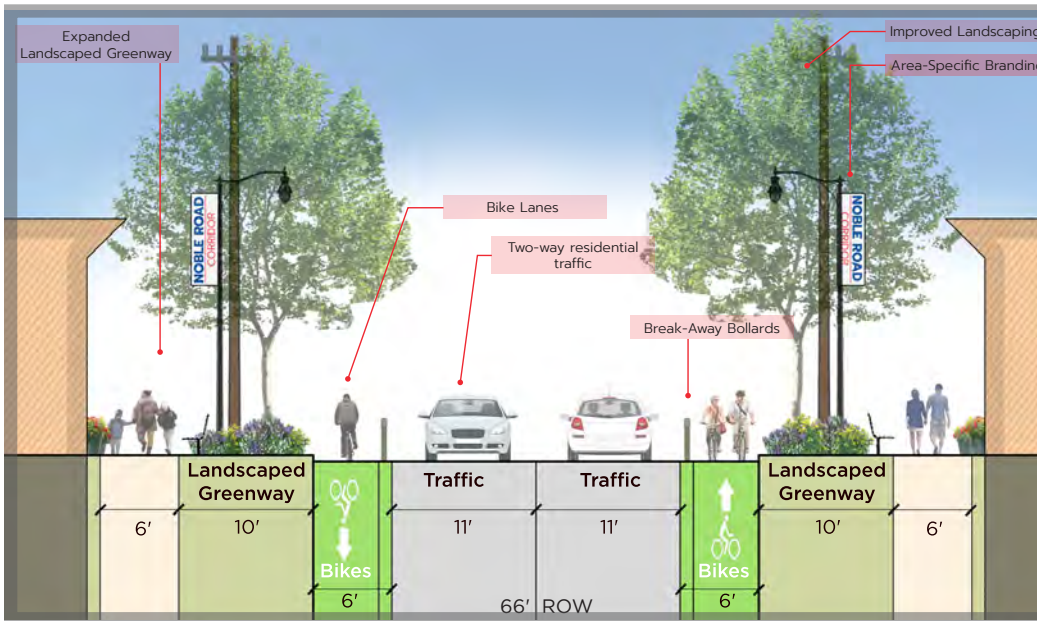 Expanded
Landscaped Greenway
Improved Landscaping
Area-Specific Branding
NOBLE ROAD
CORRIDOR
NOBLE ROAD
CORRIDOR
Bike Lanes
Two-way residential
traffic
Break-Away Bollards
Landscaped
Greenway
Traffic
Traffic
Landscaped
Greenway
6'
10'
11'
11'
10'
6'
Bikes
Bikes
6'
6'
66' ROW